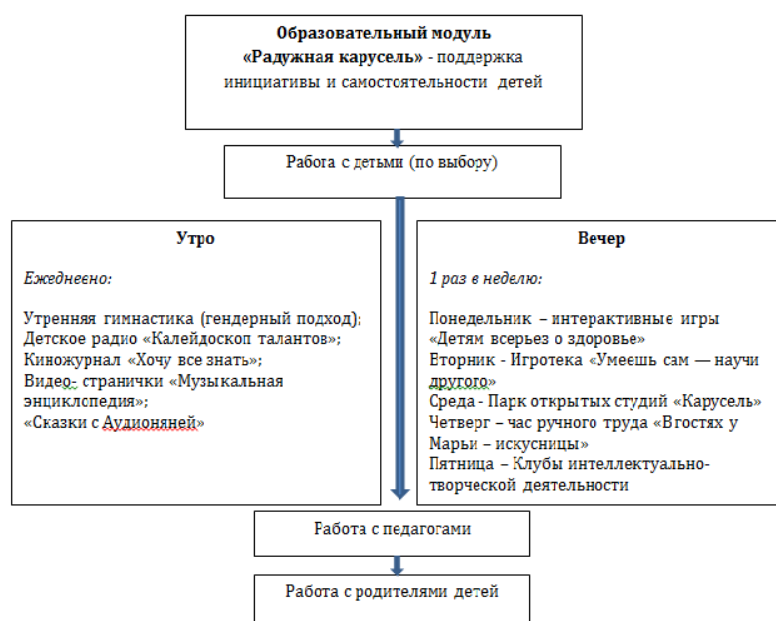 Образовательный модуль
«Радужная карусель» - поддержка
инициативы и самостоятельности детей
Работа с детьми (по выбору)
Утро
Ежедневно:
Утренняя гимнастика (гендерный подход);
Детское радио «Калейдоскоп талантов»;
Киножурнал «Хочу все знать»;
Видео- странички «Музыкальная
энциклопедия»;
«Сказки с Аудионяней»
Вечер
1 раз в неделю:
Понедельник – интерактивные игры
«Детям всерьез о здоровье»
Вторник - Игротека «Умеешь сам — научи
другого»
Среда - Парк открытых студий «Карусель»
Четверг – час ручного труда «В гостях у
Марьи – искусницы»
Пятница – Клубы интеллектуально-
творческой деятельности
Работа с педагогами
Работа с родителями детей